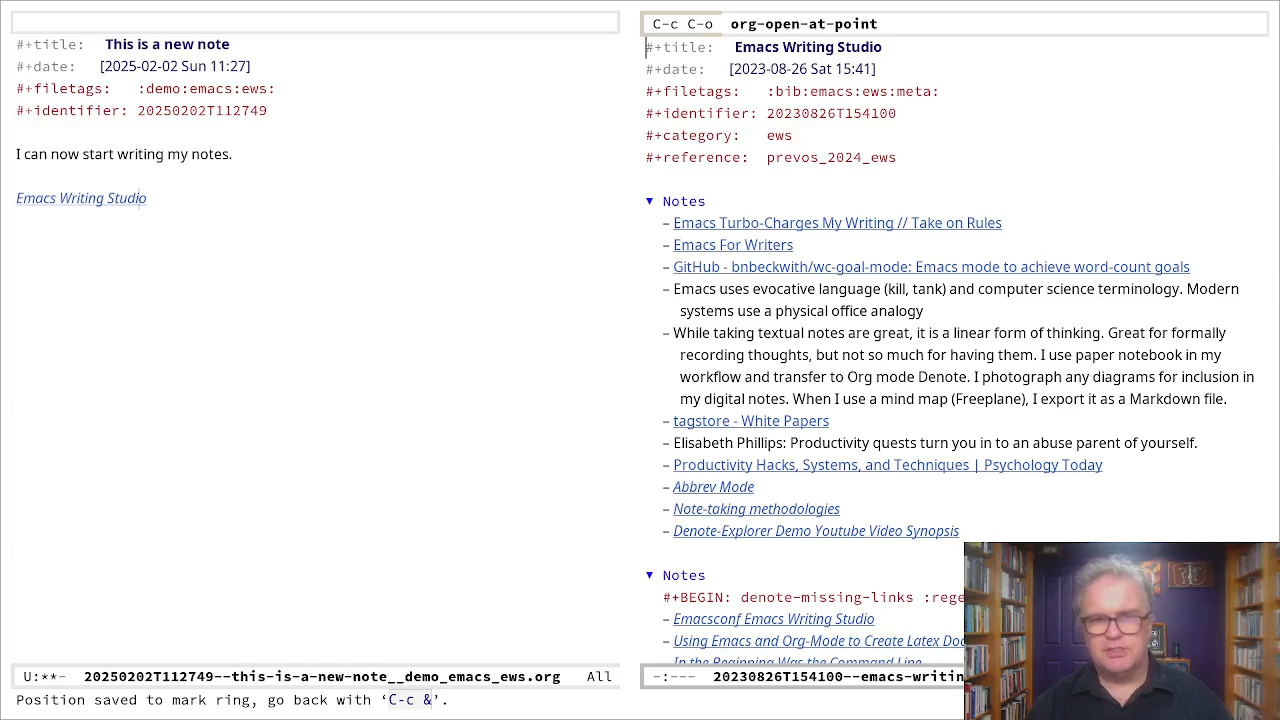 #+title: This is a new note
#+date: [2025-02-02 Sun 11:27]
#+filetags: :demo:emacs:ews:
#+identifier: 20250202T112749
I can now start writing my notes.
Emacs Writing Studio
U:**- 20250202T112749--this-is-a-new-note__demo_emacs_ews.org All
Position saved to mark ring, go back with ‘C-c &’.
C-c C-o org-open-at-point
#+title: Emacs Writing Studio
#+date: [2023-08-26 Sat 15:41]
#+filetags: :bib:emacs:ews:meta:
#+identifier: 20230826T154100
#+category: ews
#+reference: prevos_2024_ews
▼ Notes
– Emacs Turbo-Charges My Writing // Take on Rules
– Emacs For Writers
– GitHub - bnbeckwith/wc-goal-mode: Emacs mode to achieve word-count goals
– Emacs uses evocative language (kill, tank) and computer science terminology. Modern
systems use a physical office analogy
– While taking textual notes are great, it is a linear form of thinking. Great for formally
recording thoughts, but not so much for having them. I use paper notebook in my
workflow and transfer to Org mode Denote. I photograph any diagrams for inclusion in
my digital notes. When I use a mind map (Freeplane), I export it as a Markdown file.
– tagstore - White Papers
– Elisabeth Phillips: Productivity quests turn you in to an abuse parent of yourself.
– Productivity Hacks, Systems, and Techniques | Psychology Today
– Abbrev Mode
– Note-taking methodologies
– Denote-Explorer Demo Youtube Video Synopsis
▼ Notes
#+BEGIN: denote-missing-links :rege
– Emacsconf Emacs Writing Studio
– Using Emacs and Org-Mode to Create Latex Doc
– In the Beginning Was the Command Line
-:--- 20230826T154100--emacs-writin